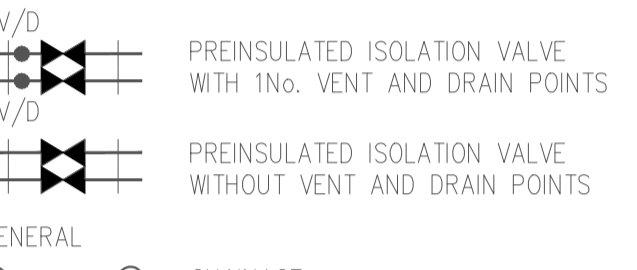 V/D
PREINSULATED ISOLATION VALVE
WITH 1No. VENT AND DRAIN POINTS
V/D
PREINSULATED ISOLATION VALVE
WITHOUT VENT AND DRAIN POINTS
ENERAL